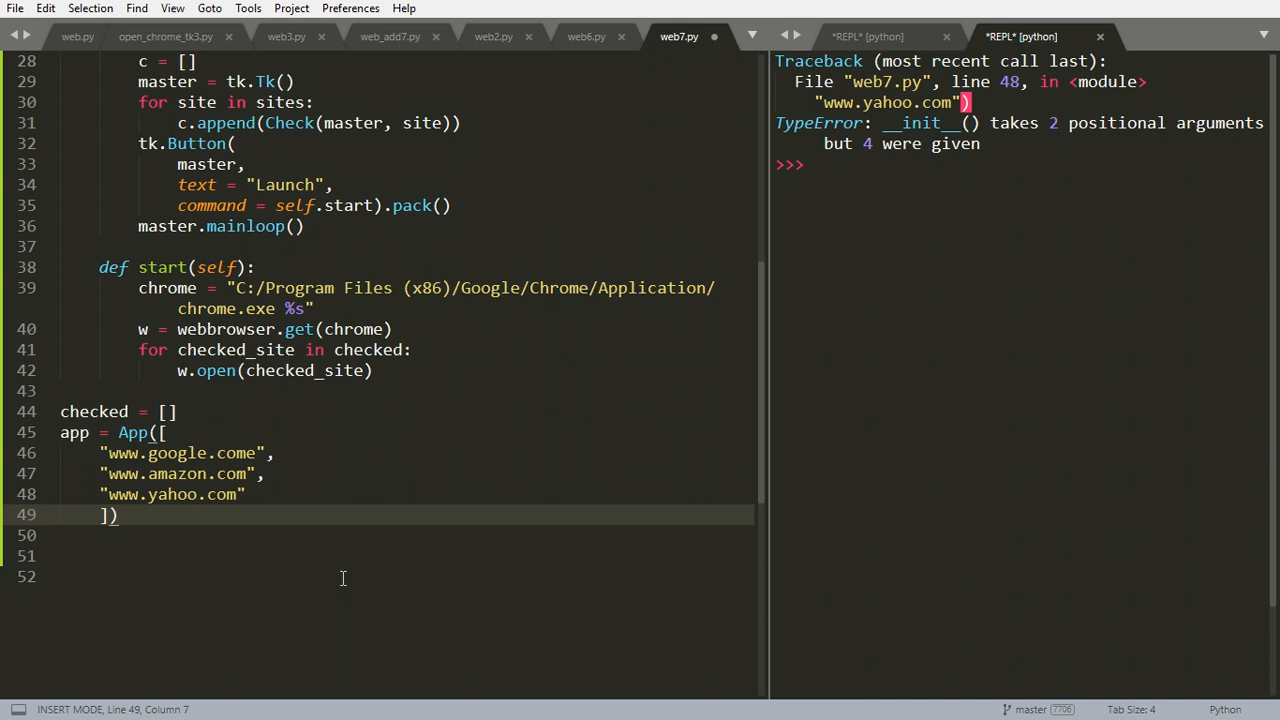 File Edit Selection Find View Goto Tools Project Preferences Help
web.py open_chrome_tk3.py × web3.py × web_add7.py × web2.py × web6.py × web7.py *REPL* [python] × *REPL* [python] ×
28 c = []
29 master = tk.Tk()
30 for site in sites:
31 c.append(Check(master, site))
32 tk.Button(
33 master,
34 text = "Launch",
35 command = self.start).pack()
36 master.mainloop()
37
38 def start(self):
39 chrome = "C:/Program Files (x86)/Google/Chrome/Application/
chrome.exe %s"
40 w = webbrowser.get(chrome)
41 for checked_site in checked:
42 w.open(checked_site)
43
44 checked = []
45 app = App([
46 "www.google.come",
47 "www.amazon.com",
48 "www.yahoo.com"
49 ])
50
51
52
Traceback (most recent call last):
File "web7.py", line 48, in <module>
"www.yahoo.com")
TypeError: __init__() takes 2 positional arguments
but 4 were given
>>>
INSERT MODE, Line 49, Column 7 master 7706 Tab Size: 4 Python